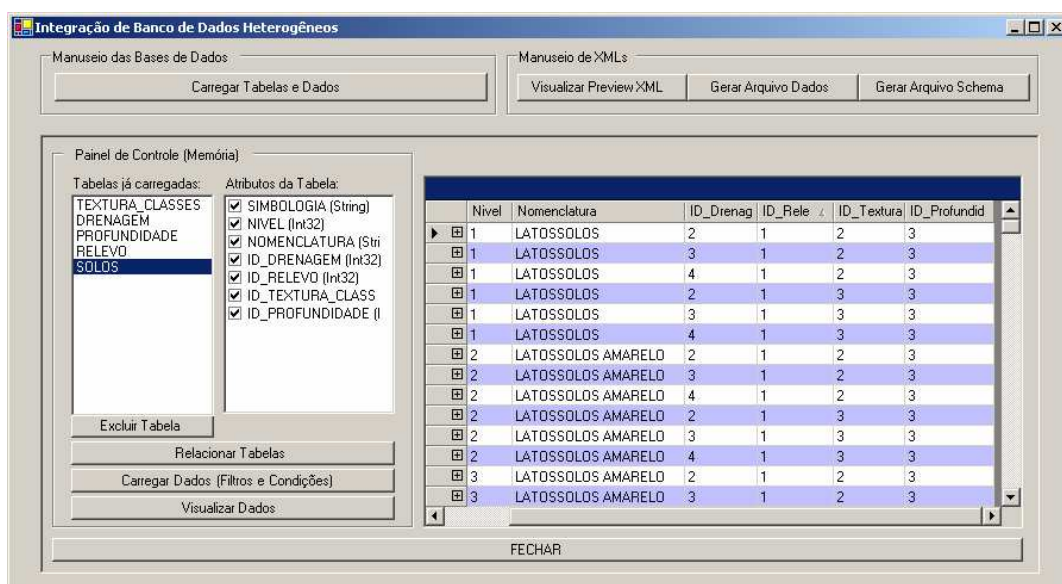 Integração de Banco de Dados Heterogêneos
Manuseio das Bases de Dados
Carregar Tabelas e Dados
Manuseio de XMLs
Visualizar Preview XML
Gerar Arquivo Dados
Gerar Arquivo Schema
Painel de Controle (Memória)
Tabelas já carregadas:
TEXTURA_CLASSES
DRENAGEM
PROFUNDIDADE
RELEVO
SOLOS
Excluir Tabela
Atributos da Tabela:
SIMBOLOGIA (String)
NIVEL (Int32)
NOMENCLATURA (Stri
ID_DRENAGEM (Int32)
ID_RELEVO (Int32)
ID_TEXTURA_CLASS
ID_PROFUNDIDADE (I
Relacionar Tabelas
Carregar Dados (Filtros e Condições)
Visualizar Dados
Nivel Nomenclatura ID_Drenag ID_Rele ID_Textura ID_Profundid
1 LATOSSOLOS 2 1 2 3
1 LATOSSOLOS 3 1 2 3
1 LATOSSOLOS 4 1 2 3
1 LATOSSOLOS 2 1 3 3
1 LATOSSOLOS 3 1 3 3
1 LATOSSOLOS 4 1 3 3
2 LATOSSOLOS AMARELO 2 1 2 3
2 LATOSSOLOS AMARELO 3 1 2 3
2 LATOSSOLOS AMARELO 4 1 2 3
2 LATOSSOLOS AMARELO 2 1 3 3
2 LATOSSOLOS AMARELO 3 1 3 3
2 LATOSSOLOS AMARELO 4 1 3 3
3 LATOSSOLOS AMARELO 2 1 2 3
3 LATOSSOLOS AMARELO 3 1 2 3
FECHAR